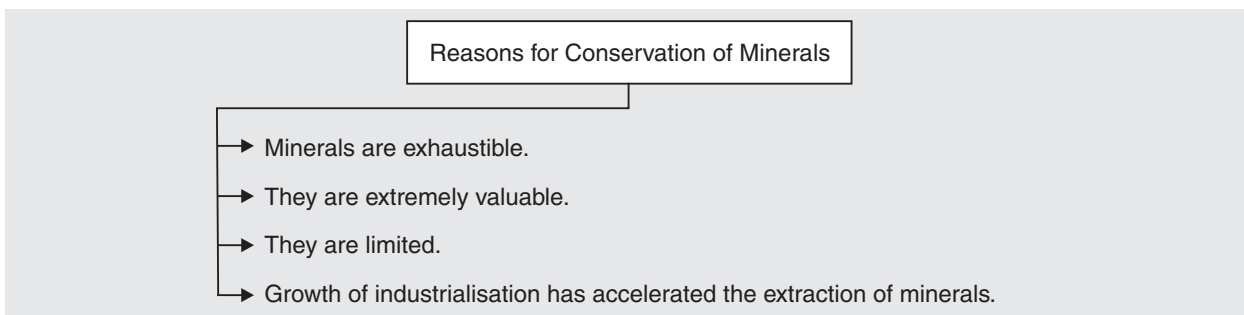 Reasons for Conservation of Minerals
Minerals are exhaustible.
They are extremely valuable.
They are limited.
Growth of industrialisation has accelerated the extraction of minerals.